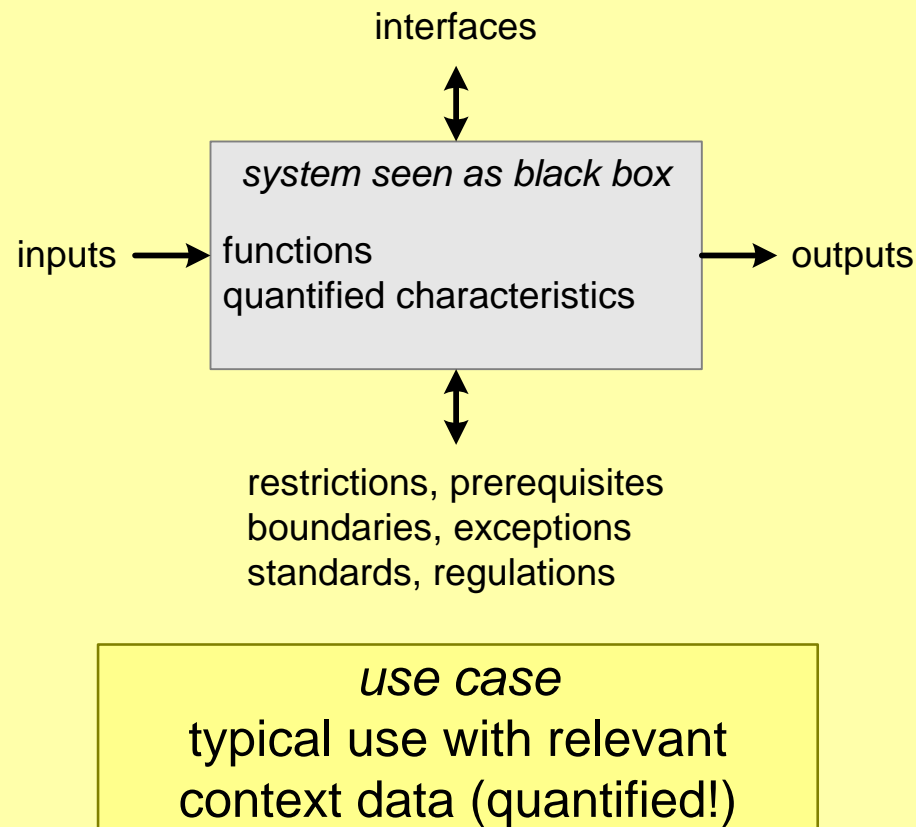 interfaces
system seen as black box
inputs
functions
outputs
quantified characteristics
restrictions, prerequisites
boundaries, exceptions
standards, regulations
use case
typical use with relevant
context data (quantified!)